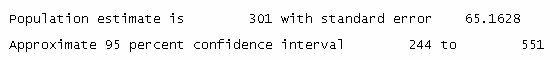 Population estimate is 301 with standard error 65.1628
Approximate 95 percent confidence interval 244 to 551